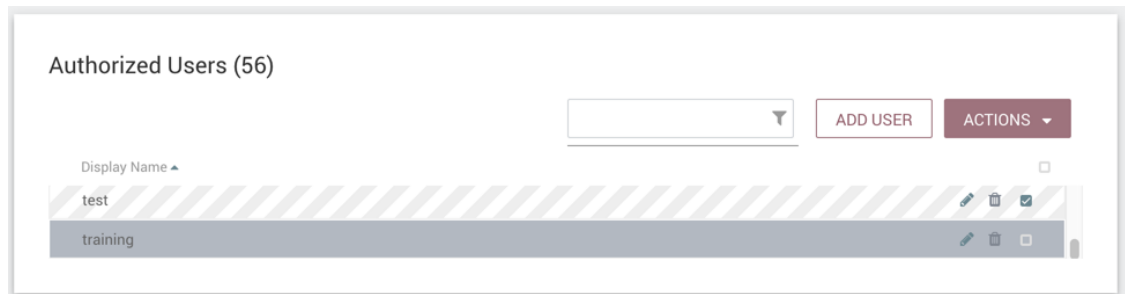 Authorized Users (56)
ADD USER
ACTIONS
Display Name
test
training